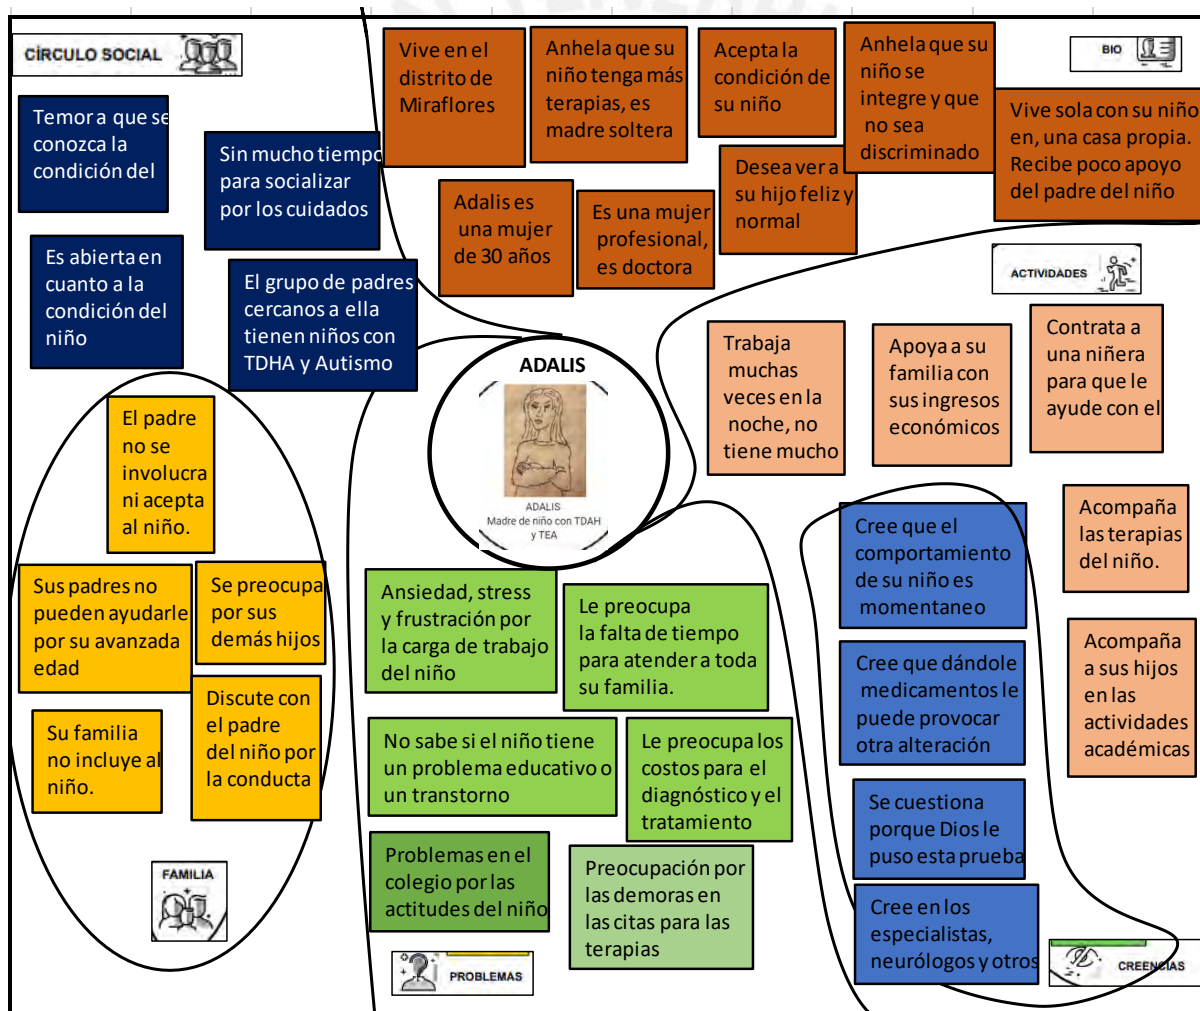 CÍRCULO SOCIAL
Temor a que se
conozca la
condición del
Sin mucho tiempo
para socializar
por los cuidados
Es abierta en
cuanto a la
condición del
niño
El grupo de padres
cercanos a ella
tienen niños con
TDHA y Autismo
BIO
Vive en el
distrito de
Miraflores
Anhela que su
niño tenga más
terapias, es
madre soltera
Acepta la
condición de
su niño
Anhela que su
niño se
integre y que
no sea
discriminado
Vive sola con su niño
en, una casa propia.
Recibe poco apoyo
del padre del niño
Adalis es
una mujer
de 30 años
Es una mujer
profesional,
es doctora
Desea ver a
su hijo feliz y
normal
ACTIVIDADES
Trabaja
muchas
veces en la
noche, no
tiene mucho
Apoya a su
familia con
sus ingresos
económicos
Contrata a
una niñera
para que le
ayude con el
Acompaña
las terapias
del niño.
Acompaña
a sus hijos
en las
actividades
académicas
ADALIS
ADALIS
Madre de niño con TDAH
y TEA
El padre
no se
involucra
ni acepta
al niño.
Sus padres no
pueden ayudarle
por su avanzada
edad
Se preocupa
por sus
demás hijos
Su familia
no incluye al
niño.
Discute con
el padre
del niño por
la conducta
FAMILIA
Ansiedad, stress
y frustración por
la carga de trabajo
del niño
Le preocupa
la falta de tiempo
para atender a toda
su familia.
No sabe si el niño tiene
un problema educativo o
un transtorno
Le preocupa los
costos para el
diagnóstico y el
tratamiento
Problemas en el
colegio por las
actitudes del niño
Preocupación por
las demoras en
las citas para las
terapias
PROBLEMAS
Cree que el
comportamiento
de su niño es
momentaneo
Cree que dándole
medicamentos le
puede provocar
otra alteración
Se cuestiona
porque Dios le
puso esta prueba
Cree en los
especialistas,
neurólogos y otros
CREENCIAS